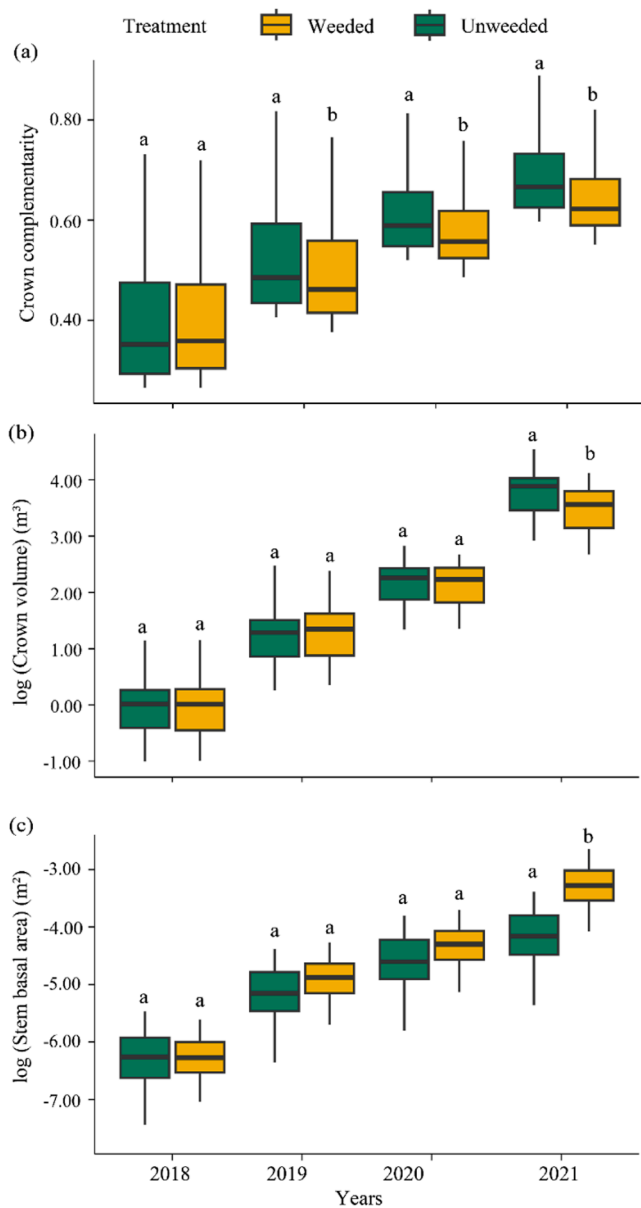 Treatment Weeded Unweeded
(a)
Crown complementarity
0.80
0.60
0.40
a a a b a b a b
(b)
log (Crown volume) (m³)
4.00
3.00
2.00
1.00
0.00
-1.00
a a a a a a a b
(c)
log (Stem basal area) (m²)
-3.00
-4.00
-5.00
-6.00
-7.00
a a a a a a a b
2018 2019 2020 2021
Years